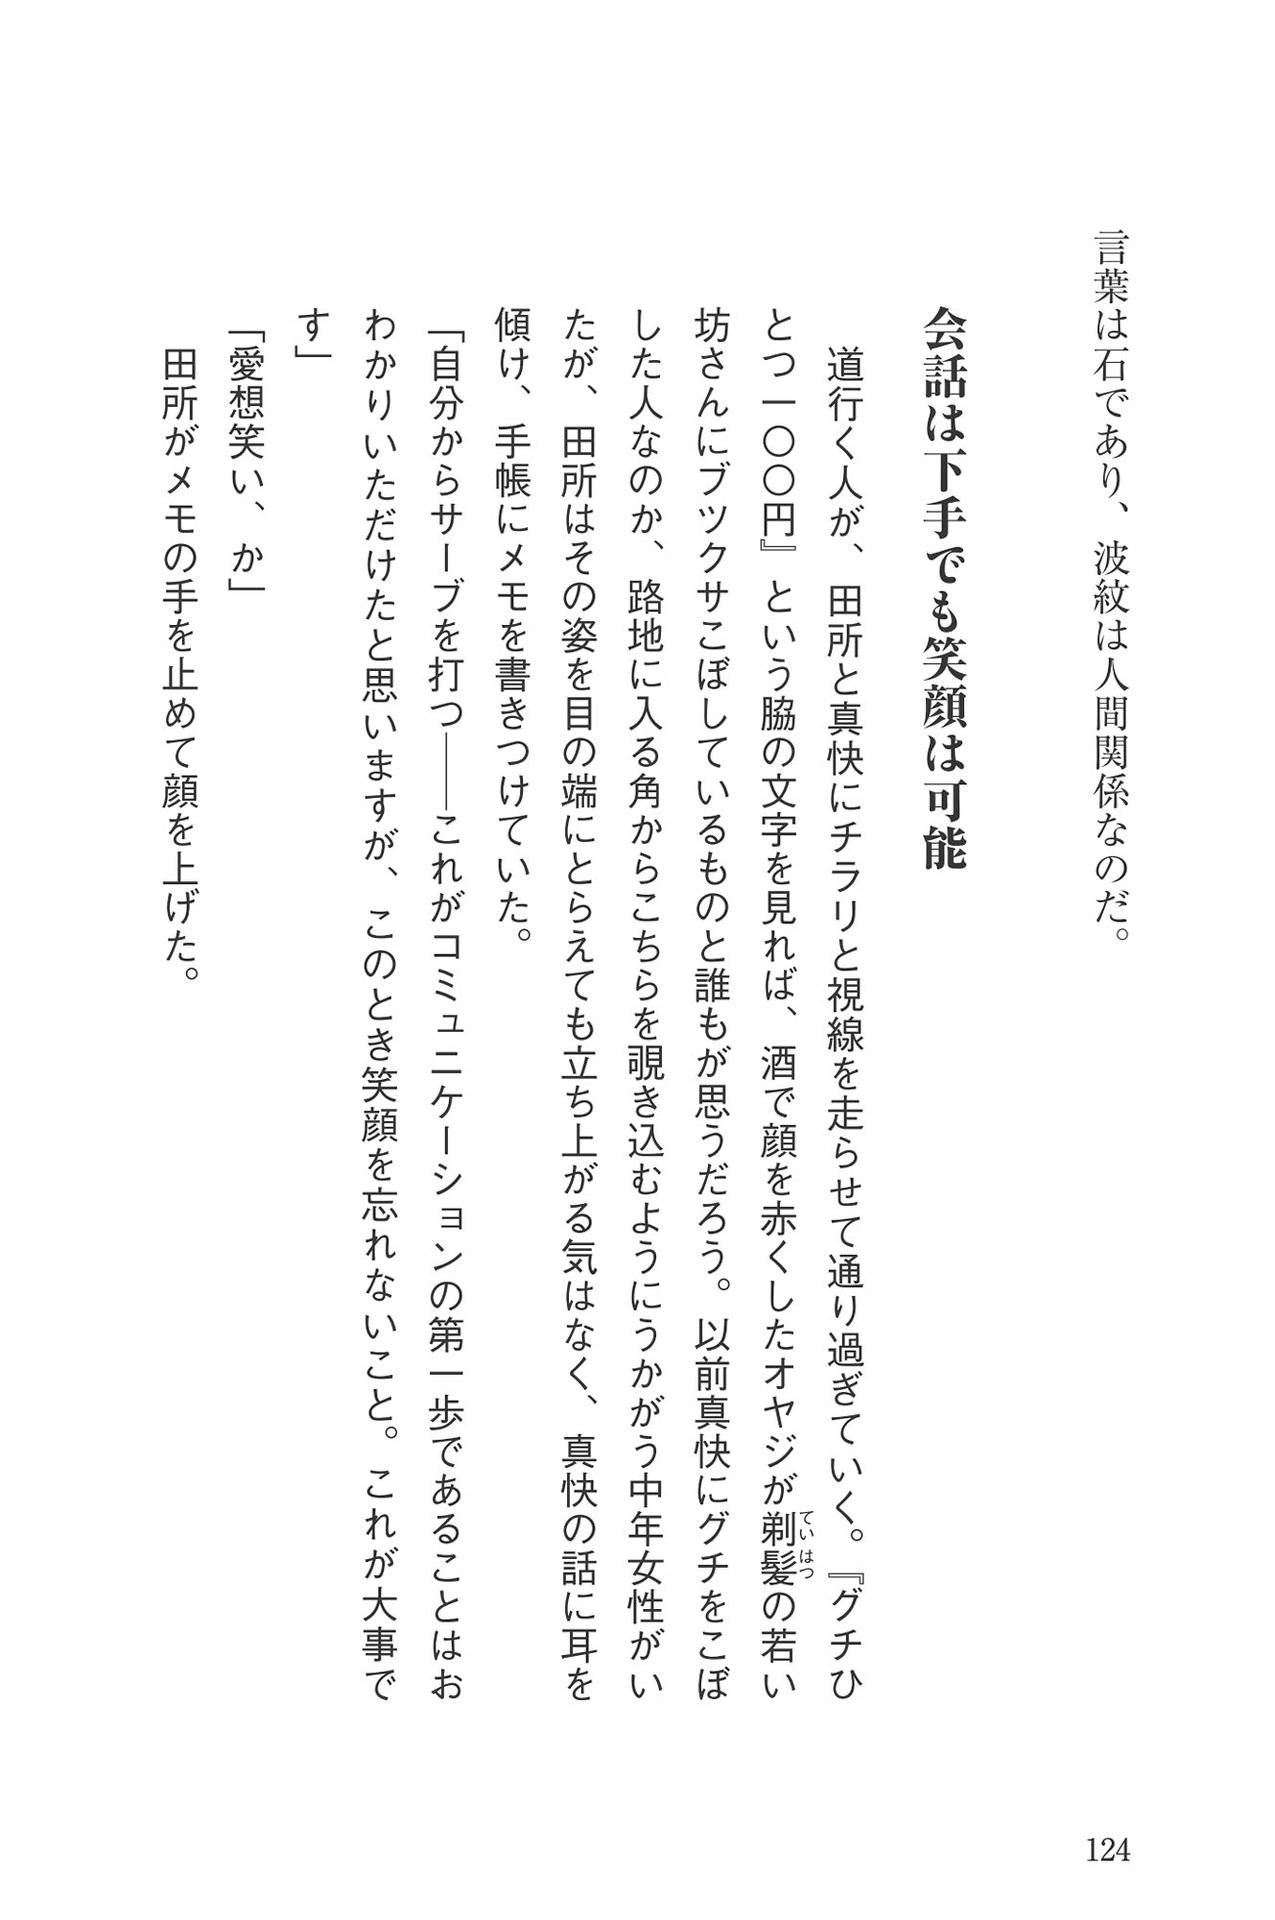 言葉は石であり、波紋は人間関係なのだ。
会話は下手でも笑顔は可能
　道行く人が、田所と真快にチラリと視線を走らせて通り過ぎていく。『グチひ
とつ一〇〇円』という脇の文字を見れば、酒で顔を赤くしたオヤジが剃髪の若い
ていはつ
坊さんにブツクサこぼしているものと誰もが思うだろう。以前真快にグチをこぼ
した人なのか、路地に入る角からこちらを覗き込むようにうかがう中年女性がい
たが、田所はその姿を目の端にとらえても立ち上がる気はなく、真快の話に耳を
傾け、手帳にメモを書きつけていた。
「自分からサーブを打つ――これがコミュニケーションの第一歩であることはお
わかりいただけたと思いますが、このとき笑顔を忘れないこと。これが大事で
す」
「愛想笑い、か」
　田所がメモの手を止めて顔を上げた。
124